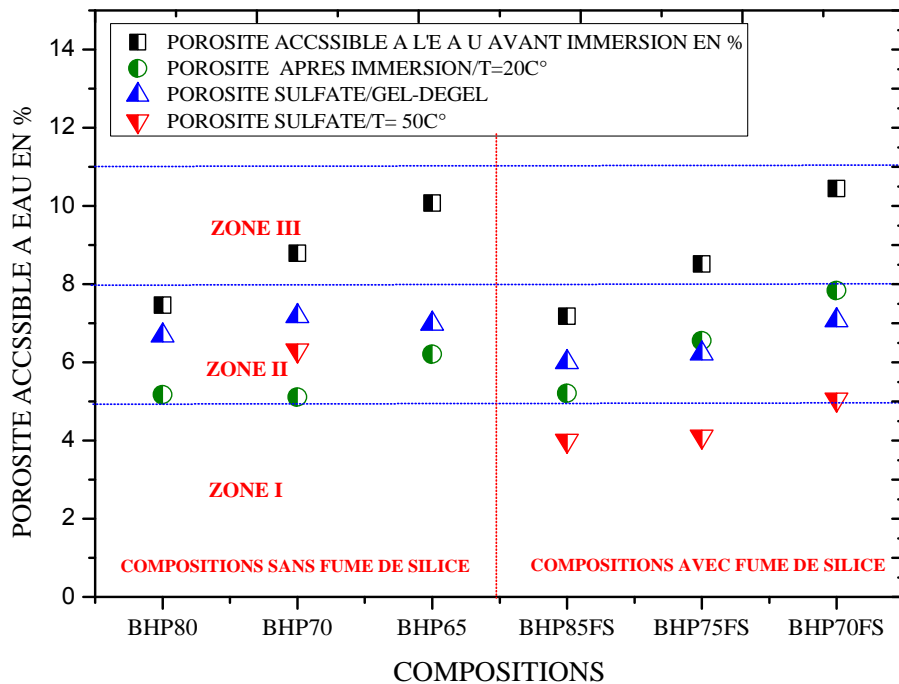 POROSITE ACCSSIBLE A L'E A U AVANT IMMERSION EN %
POROSITE APRES IMMERSION/T=20C°
POROSITE SULFATE/GEL-DEGEL
POROSITE SULFATE/T= 50C°
POROSITE ACCSSIBLE A EAU EN %
14
12
10
8
6
4
2
0
ZONE III
ZONE II
ZONE I
COMPOSITIONS SANS FUME DE SILICE
COMPOSITIONS AVEC FUME DE SILICE
BHP80 BHP70 BHP65 BHP85FS BHP75FS BHP70FS
COMPOSITIONS